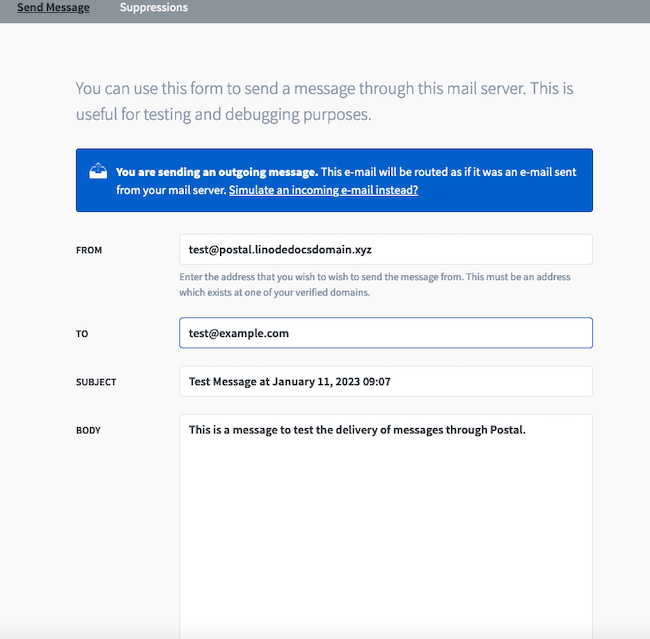 Send Message Suppressions
You can use this form to send a message through this mail server. This is
useful for testing and debugging purposes.
You are sending an outgoing message. This e-mail will be routed as if it was an e-mail sent
from your mail server. Simulate an incoming e-mail instead?
FROM test@postal.linodedocsdomain.xyz
Enter the address that you wish to wish to send the message from. This must be an address
which exists at one of your verified domains.
TO test@example.com
SUBJECT Test Message at January 11, 2023 09:07
BODY This is a message to test the delivery of messages through Postal.